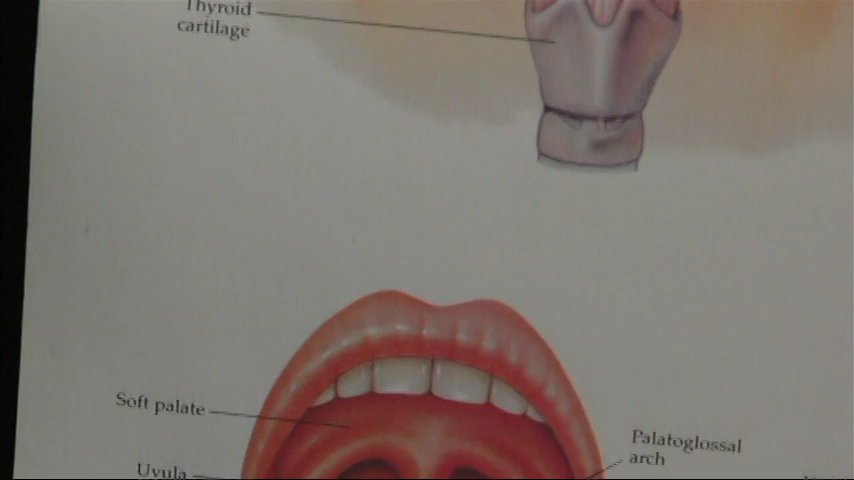 Thyroid
cartilage
Soft palate
Palatoglossal
arch
Uvula